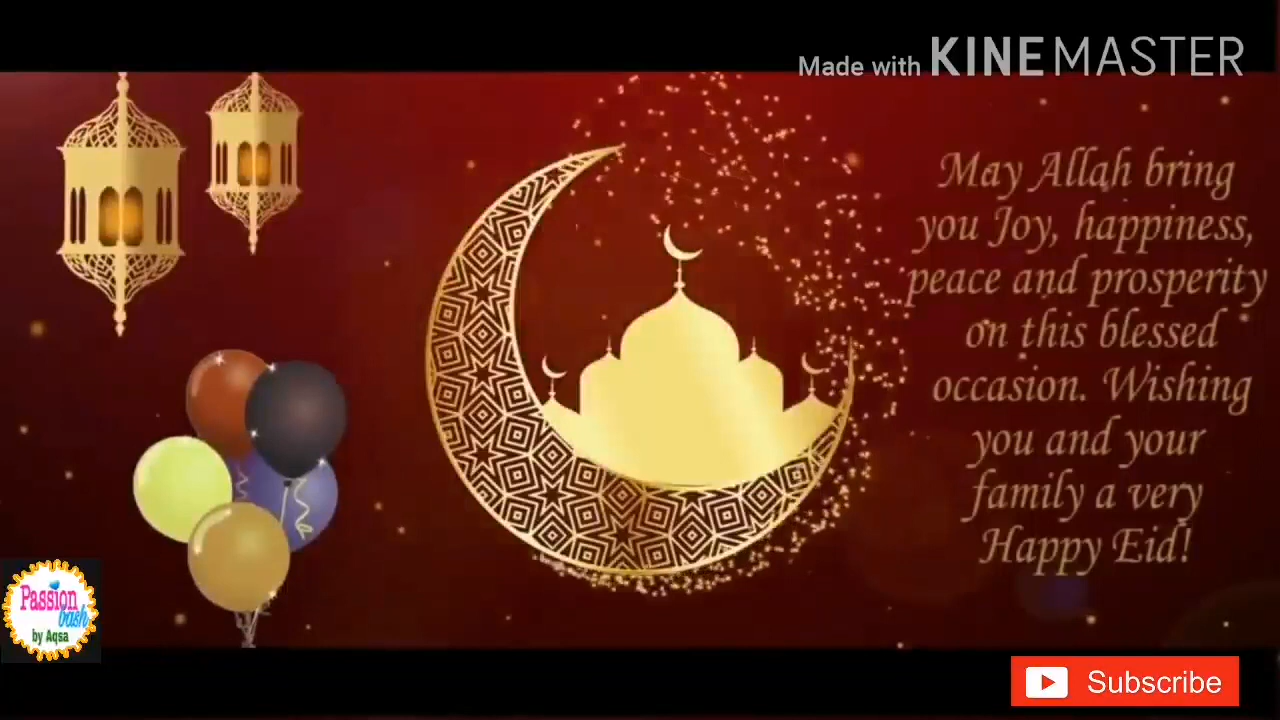 Made with KINEMASTER
May Allah bring
you Joy, happiness,
peace and prosperity
on this blessed
occasion. Wishing
you and your
family a very
Happy Eid!
Passion
bash
by Aqsa
Subscribe